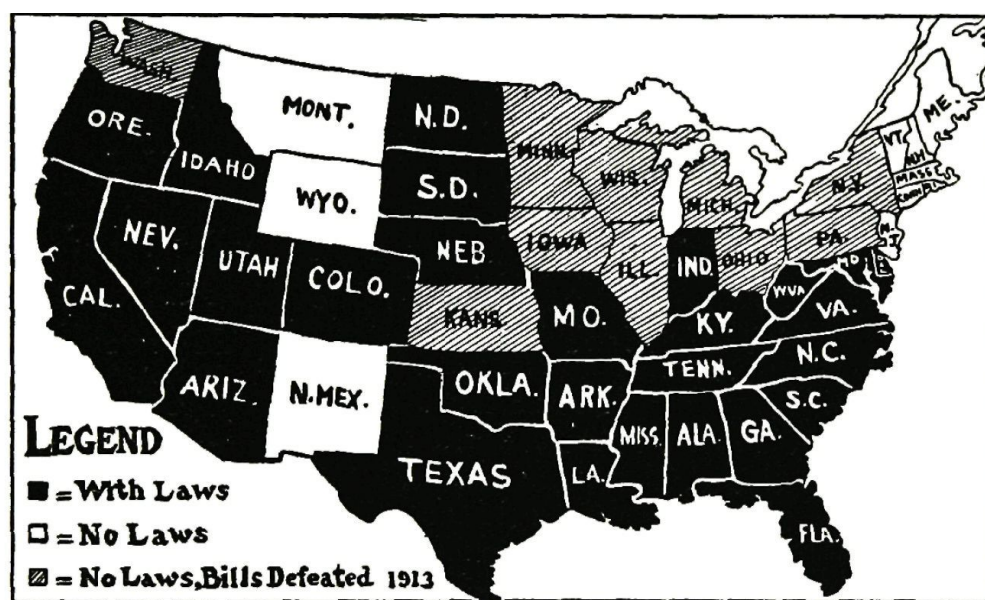 WASH.
ORE.
IDAHO
MONT.
WYO.
N.D.
S.D.
NEB.
MINN.
WIS.
MICH.
IOWA
ILL.
IND.
OHIO
PA.
N.Y.
VT.
NH
ME.
MASS
CONN
N.J.
MD
NEV.
UTAH
COLO.
KANS.
MO.
KY.
WVA
VA.
CAL.
ARIZ.
N.MEX.
OKLA.
ARK.
TENN.
N.C.
S.C.
TEXAS
LA.
MISS.
ALA.
GA.
FLA.
LEGEND
= With Laws
= No Laws
= No Laws, Bills Defeated 1913